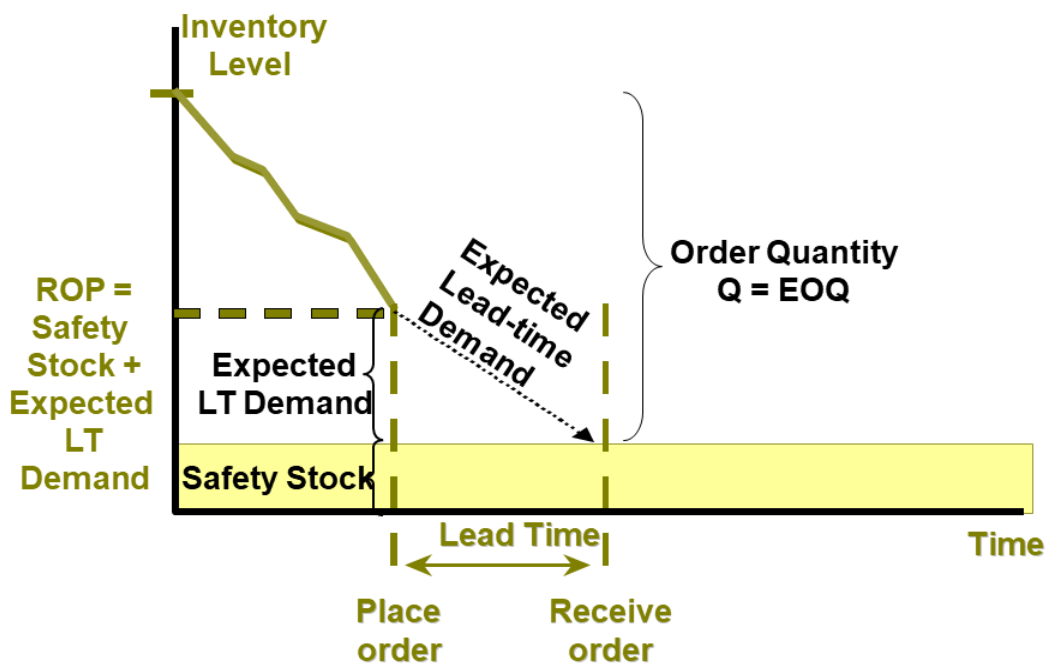 Inventory
Level
Order Quantity
Q = EOQ
Expected
Lead-time
Demand
ROP =
Safety
Stock +
Expected
LT
Demand
Expected
LT Demand
Safety Stock
Lead Time
Time
Place
order
Receive
order